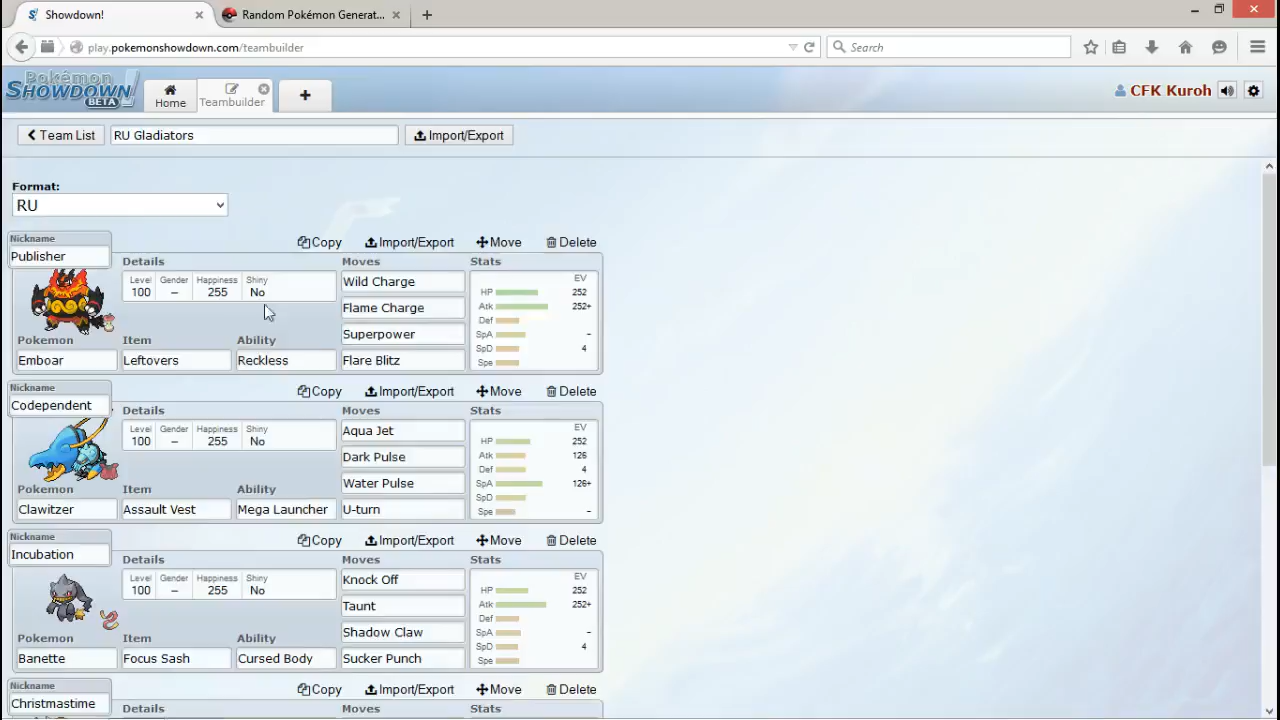 Showdown!
Random Pokémon Generat...
play.pokemonshowdown.com/teambuilder
Search
Pokémon
SHOWDOWN!
BETA
Home
Teambuilder
CFK Kuroh
Team List
RU Gladiators
Import/Export
Format:
RU
Nickname
Publisher
Copy Import/Export Move Delete
Details Moves Stats
Level Gender Happiness Shiny
100 – 255 No
Wild Charge
Flame Charge
Superpower
Flare Blitz
EV
HP 252
Atk 252+
Def
SpA –
SpD 4
Spe
Pokemon Item Ability
Emboar Leftovers Reckless
Nickname
Codependent
Copy Import/Export Move Delete
Details Moves Stats
Level Gender Happiness Shiny
100 – 255 No
Aqua Jet
Dark Pulse
Water Pulse
U-turn
EV
HP 252
Atk 126
Def 4
SpA 126+
SpD
Spe –
Pokemon Item Ability
Clawitzer Assault Vest Mega Launcher
Nickname
Incubation
Copy Import/Export Move Delete
Details Moves Stats
Level Gender Happiness Shiny
100 – 255 No
Knock Off
Taunt
Shadow Claw
Sucker Punch
EV
HP 252
Atk 252+
Def
SpA –
SpD 4
Spe
Pokemon Item Ability
Banette Focus Sash Cursed Body
Nickname
Christmastime
Copy Import/Export Move Delete
Details Moves Stats